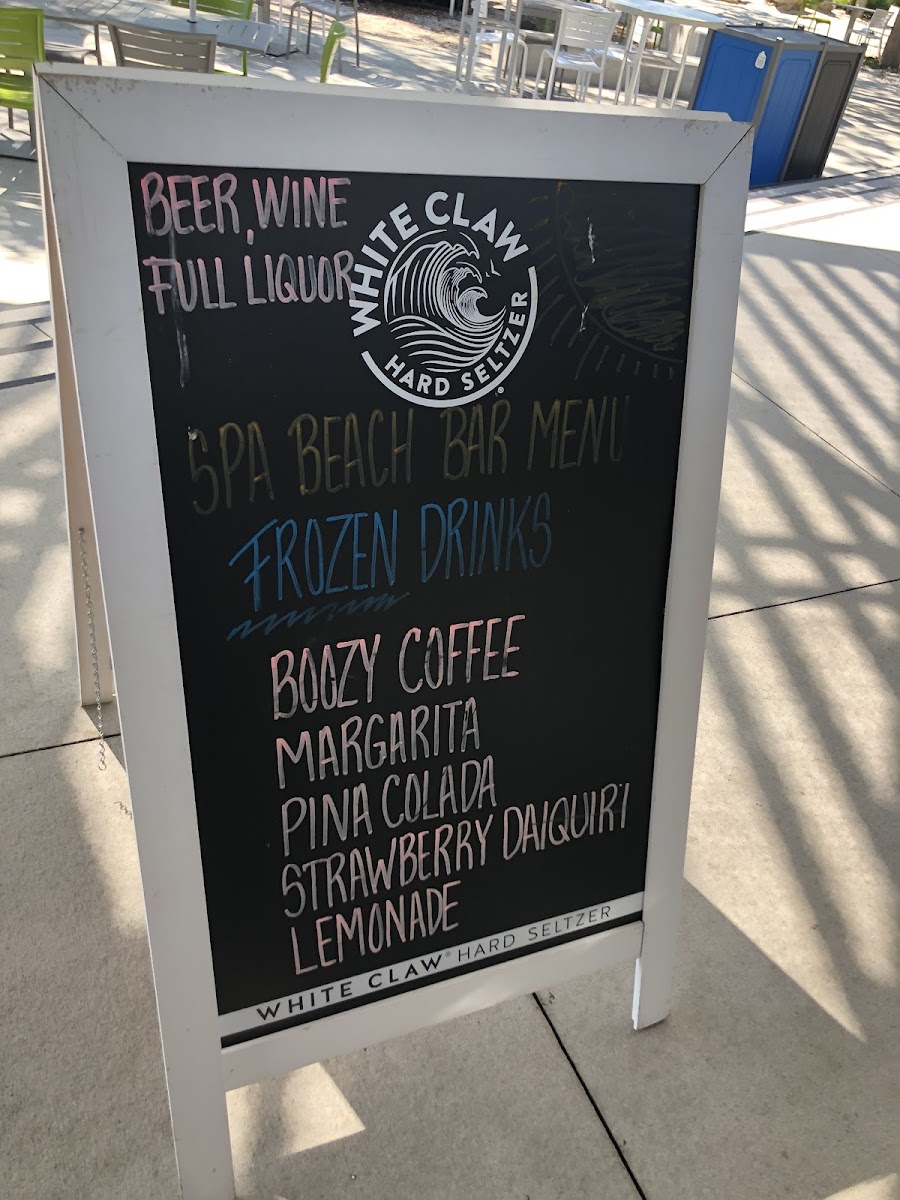 BEER, WINE
FULL LIQUOR
WHITE CLAW
HARD SELTZER
®
SPA BEACH BAR MENU
FROZEN DRINKS
BOOZY COFFEE
MARGARITA
PINA COLADA
STRAWBERRY DAIQUIRI
LEMONADE
WHITE CLAW® HARD SELTZER